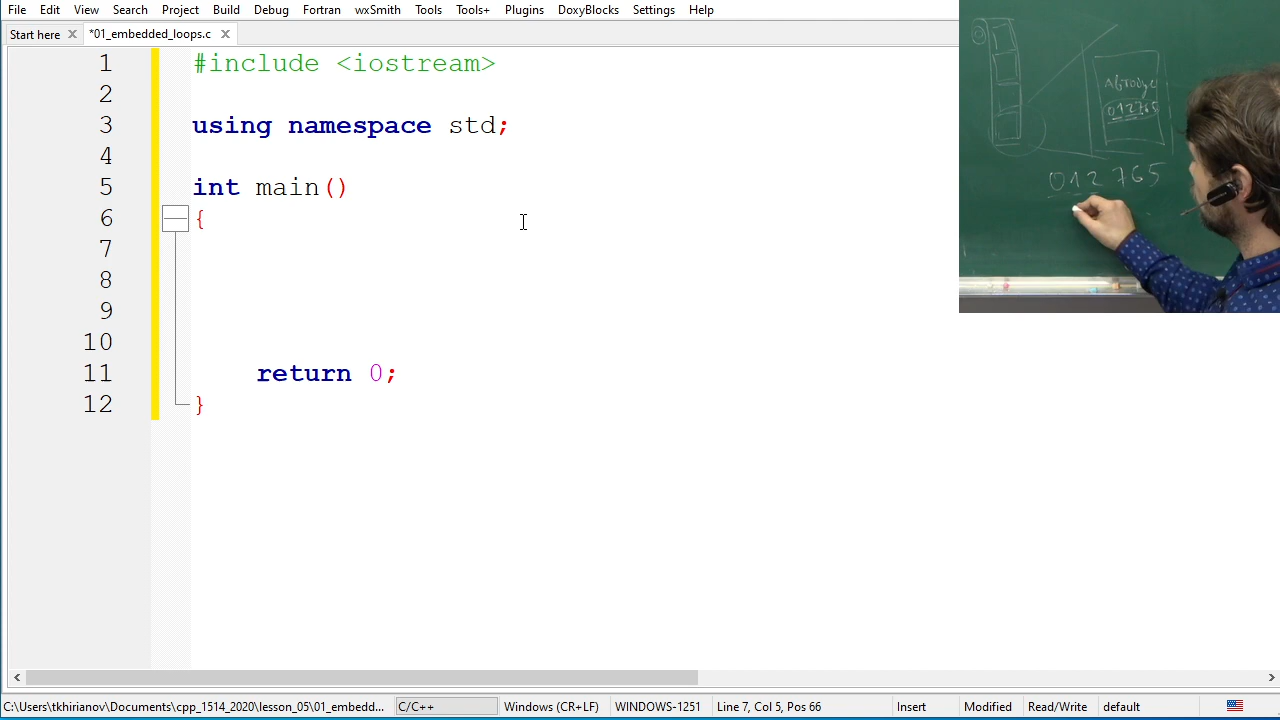 File Edit View Search Project Build Debug Fortran wxSmith Tools Tools+ Plugins DoxyBlocks Settings Help
Start here *01_embedded_loops.c
1 #include <iostream>
2
3 using namespace std;
4
5 int main()
6 {
7
8
9
10
11 return 0;
12 }
012765
012 765
C:\Users\tkhirianov\Documents\cpp_1514_2020\lesson_05\01_embedd... C/C++ Windows (CR+LF) WINDOWS-1251 Line 7, Col 5, Pos 66 Insert Modified Read/Write default